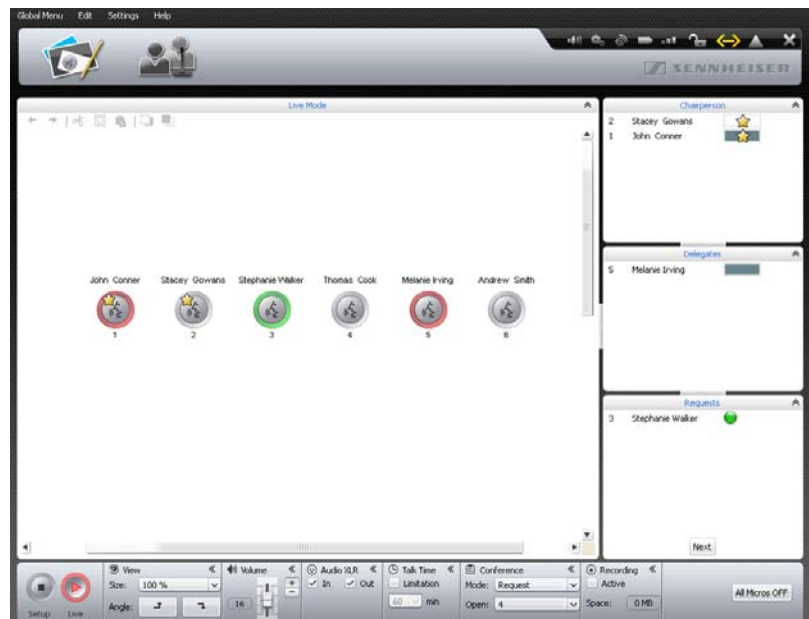 Global Menu Edit Settings Help
SENNHEISER
Live Mode
Chairperson
2 Stacey Gowans
1 John Conner
John Conner Stacey Gowans Stephanie Walker Thomas Cook Melanie Irving Andrew Smith
1 2 3 4 5 6
Delegates
5 Melanie Irving
Requests
3 Stephanie Walker
Next
View Volume Audio XLR Talk Time Conference Recording
Size: 100 % In Out Limitation Mode: Request Active
Angle: 16 60 min Open: 4 Space: 0 MB
All Micros OFF
Setup Live